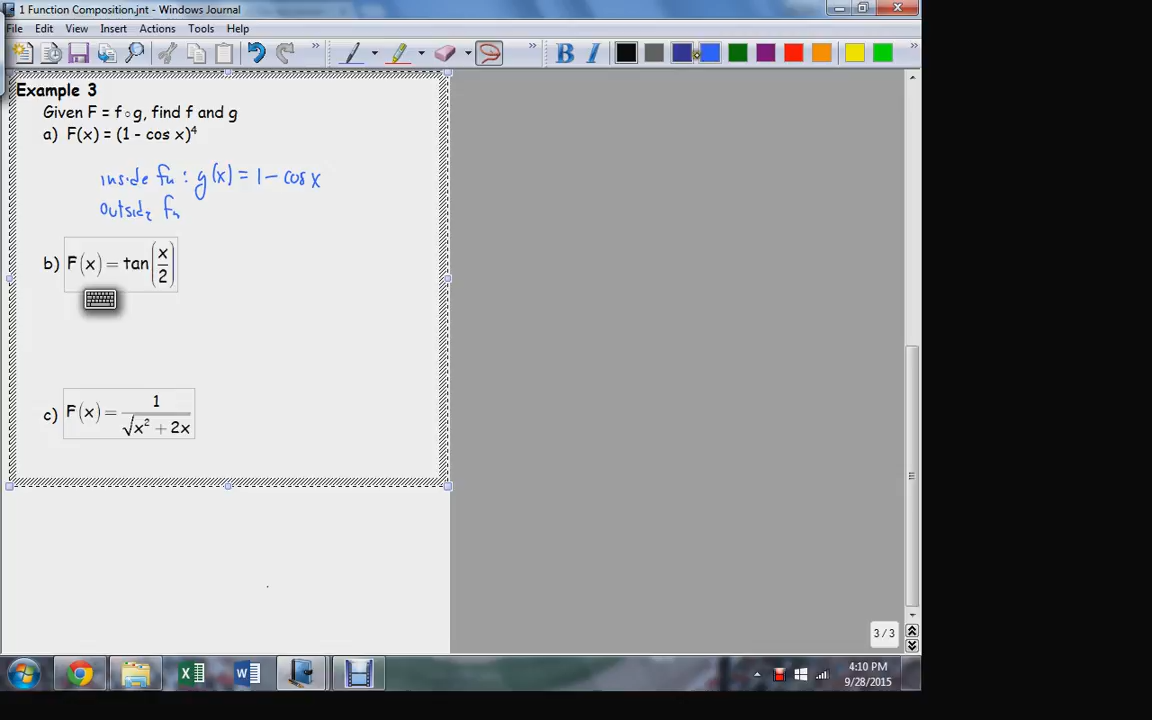 1 Function Composition.jnt - Windows Journal
File Edit View Insert Actions Tools Help
B I
Example 3
Given F = f∘g, find f and g
a) F(x) = (1 - cos x)⁴
inside fn : g(x) = 1 - cos x
outside fn
b) F(x) = tan(x/2)
c) F(x) = 1/√(x² + 2x)
3 / 3
4:10 PM
9/28/2015